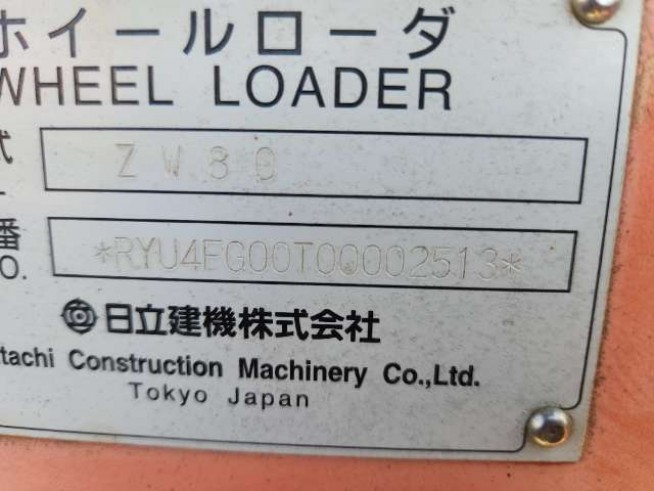 ホイールローダ
WHEEL LOADER
式
ZW80
番
O.
*RYU4FG00T00002513*
日立建機株式会社
tachi Construction Machinery Co.,Ltd.
Tokyo Japan